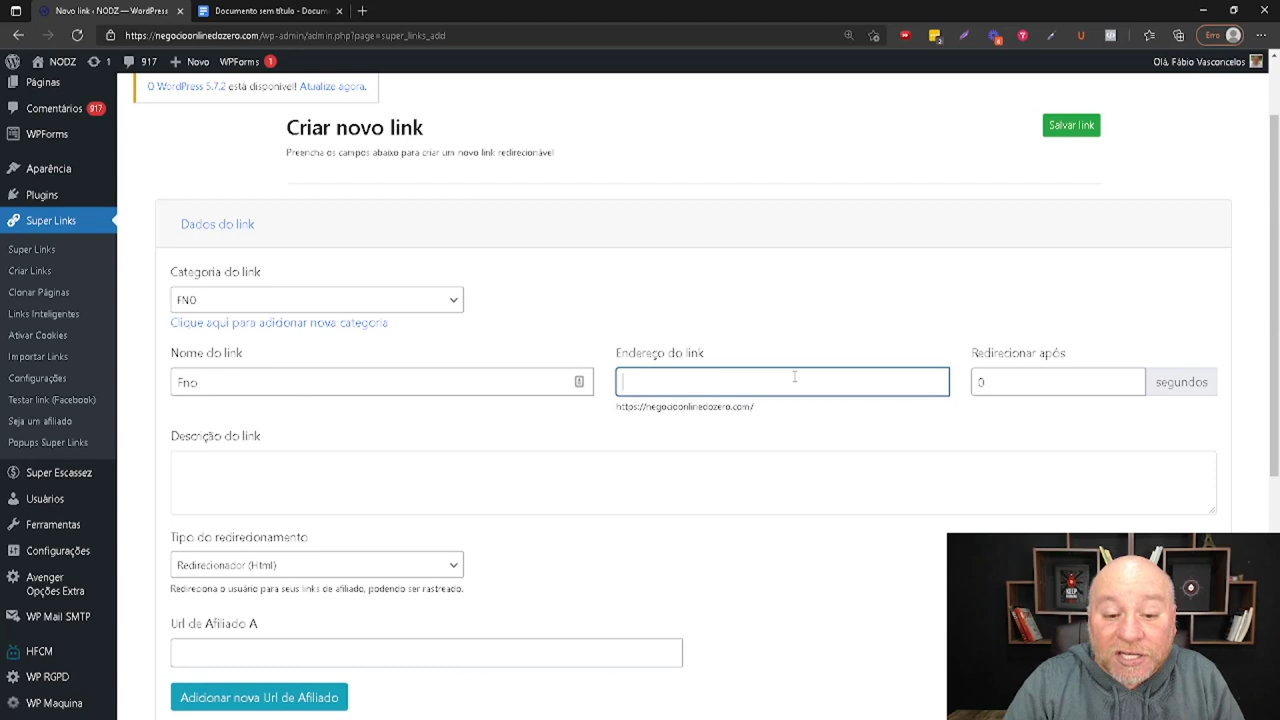 Novo link ‹ NODZ — WordPress
Documento sem título - Docum
https://negocioonlinedozero.com/wp-admin/admin.php?page=super_links_add
Erro
NODZ
1
917
Novo
WPForms
1
Olá, Fábio Vasconcelos
Páginas
Comentários
917
WPForms
Aparência
Plugins
Super Links
Super Links
Criar Links
Clonar Páginas
Links Inteligentes
Ativar Cookies
Importar Links
Configurações
Testar link (Facebook)
Seja um afiliado
Popups Super Links
Super Escassez
Usuários
Ferramentas
Configurações
Avenger
Opções Extra
WP Mail SMTP
HFCM
WP RGPD
WP Maquina
O WordPress 5.7.2 está disponível! Atualize agora.
Criar novo link
Salvar link
Preencha os campos abaixo para criar um novo link redirecionável
Dados do link
Categoria do link
FNO
Clique aqui para adicionar nova categoria
Nome do link
Endereço do link
Redirecionar após
Fno
0
segundos
https://negocioonlinedozero.com/
Descrição do link
Tipo do redirecionamento
Redirecionador (Html)
Redireciona o usuário para seus links de afiliado, podendo ser rastreado.
Url de Afiliado A
Adicionar nova Url de Afiliado
KEEP